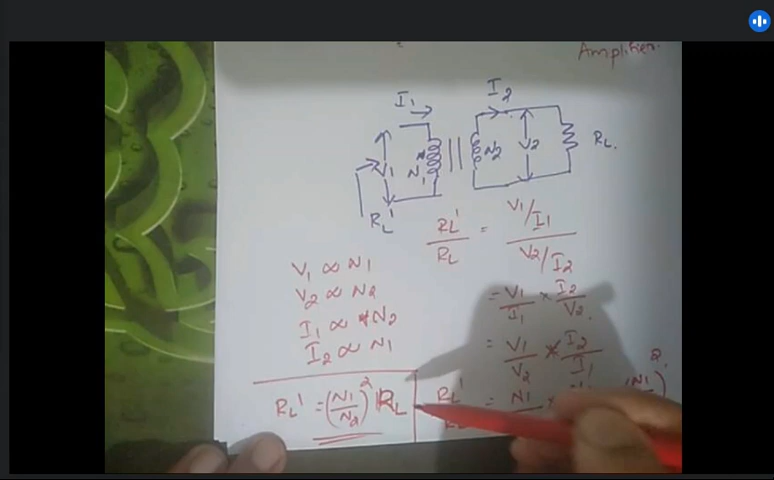 Amplifier.
I1 → I2
V1 N1 N2 V2 RL.
RL'
RL'/RL = (V1/I1)/(V2/I2)
V1 ∝ N1
V2 ∝ N2
I1 ∝ N2
I2 ∝ N1
RL' = (N1/N2)² RL
= V1/I1 × I2/V2.
= V1/V2 × I2/I1
RL' = N1 ×